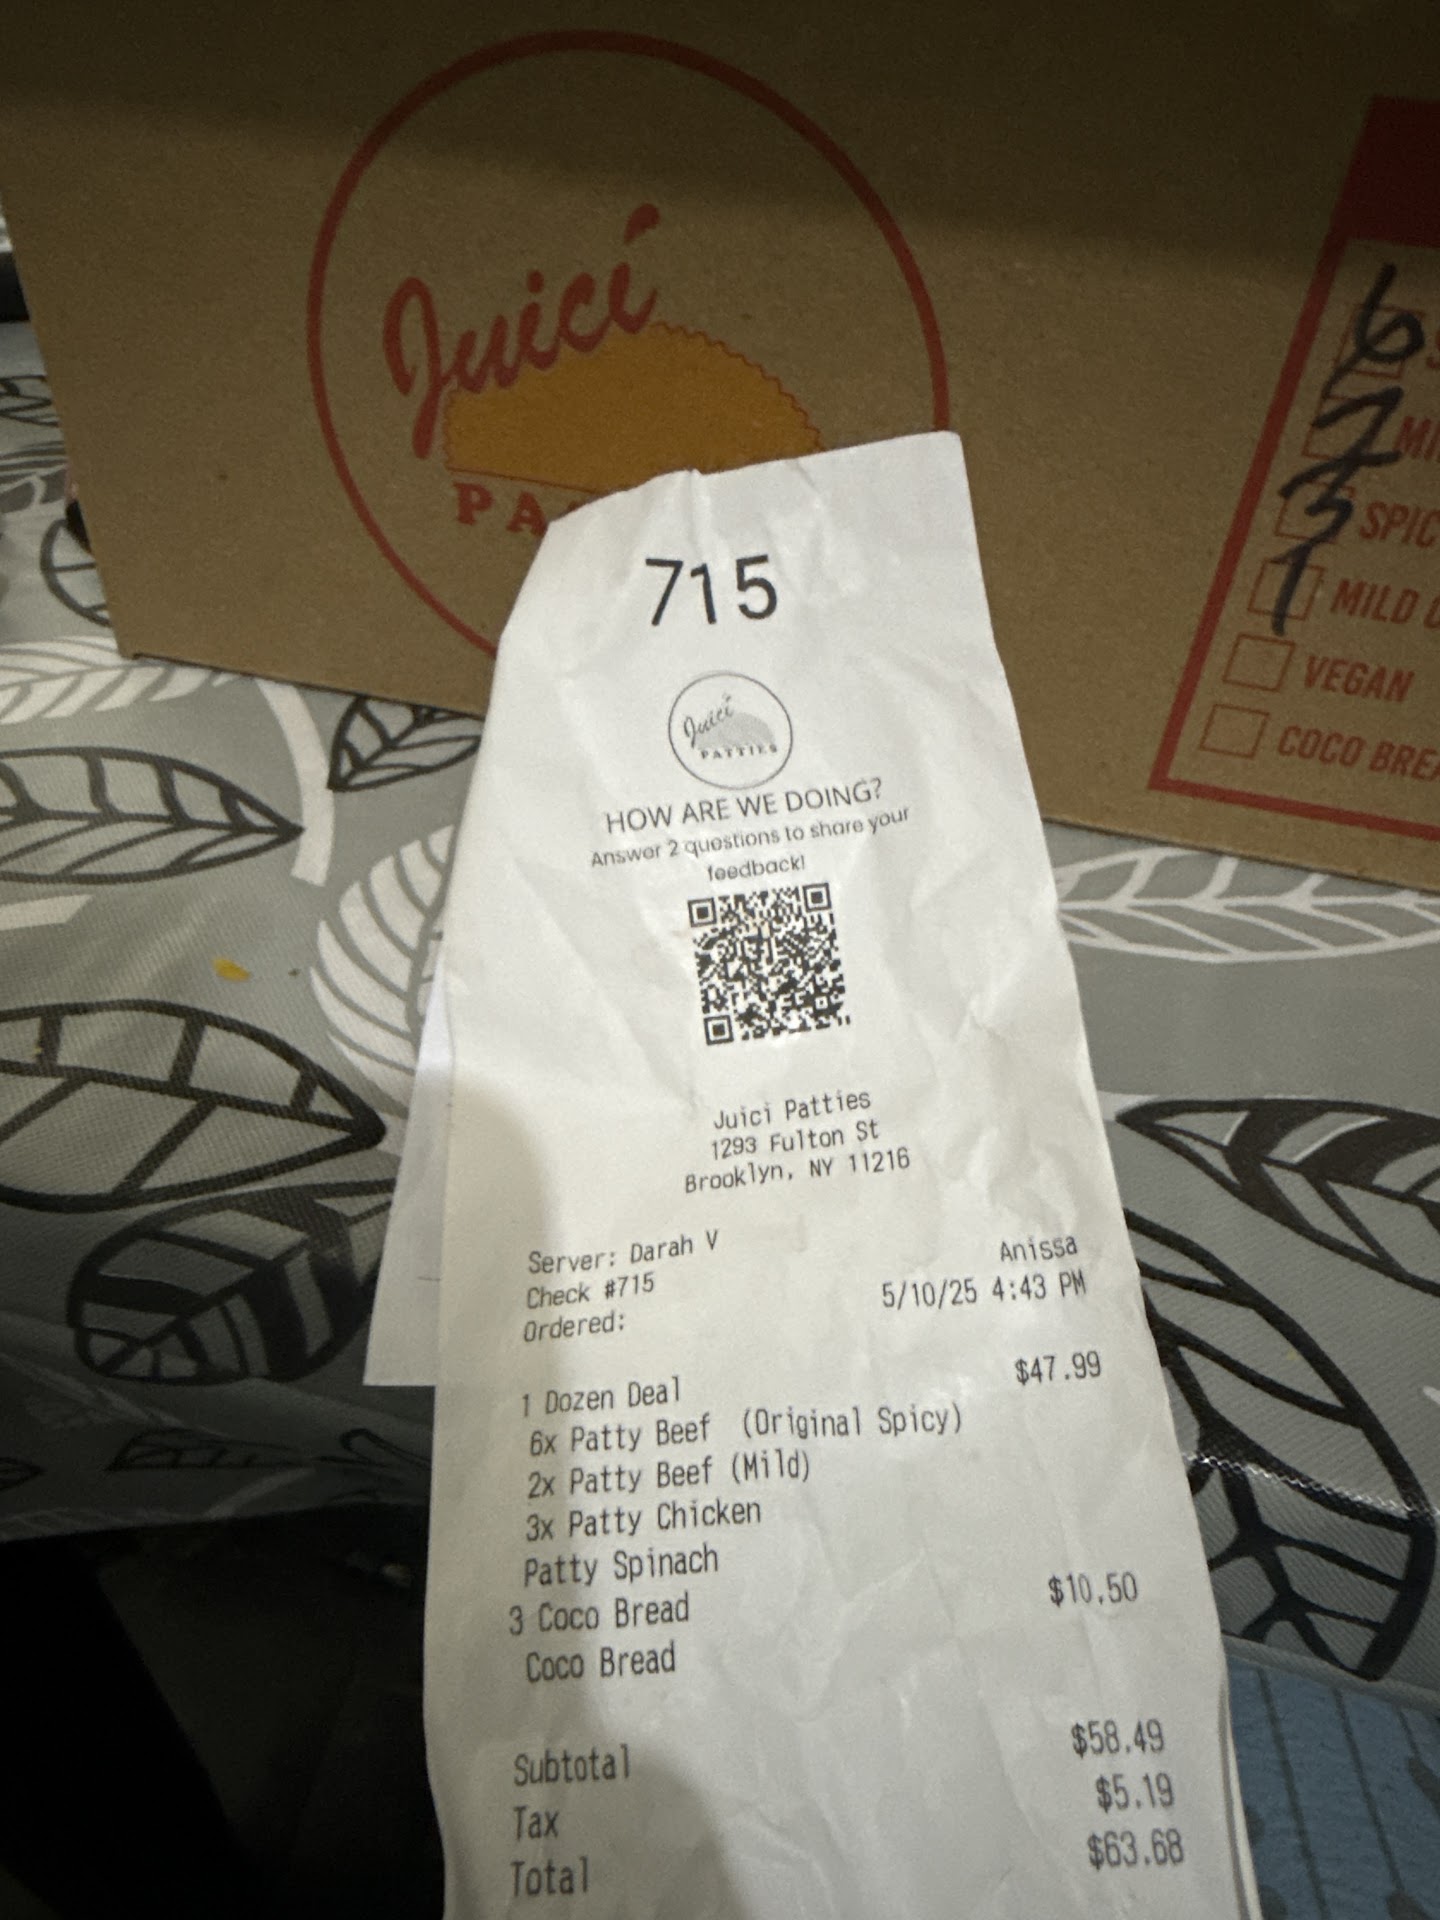 Juici
PA
6 S
2 MI
3 SPIC
1 MILD
VEGAN
COCO BREA
715
Juici
PATTIES
HOW ARE WE DOING?
Answer 2 questions to share your
feedback!
Juici Patties
1293 Fulton St
Brooklyn, NY 11216
Server: Darah V
Check #715 Anissa
Ordered: 5/10/25 4:43 PM
1 Dozen Deal $47.99
6x Patty Beef (Original Spicy)
2x Patty Beef (Mild)
3x Patty Chicken
Patty Spinach
3 Coco Bread $10.50
Coco Bread
Subtotal $58.49
Tax $5.19
Total $63.68